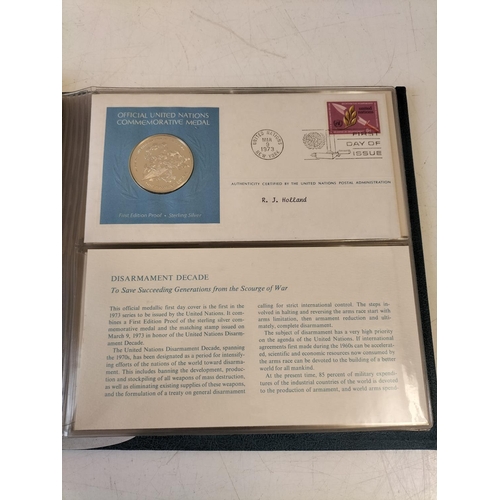 OFFICIAL UNITED NATIONS
COMMEMORATIVE MEDAL
First Edition Proof • Sterling Silver
UNITED NATIONS
MAR
9
1973
NEW YORK
FIRST
DAY OF
ISSUE
AUTHENTICITY CERTIFIED BY THE UNITED NATIONS POSTAL ADMINISTRATION
R. J. Holland
DISARMAMENT DECADE
To Save Succeeding Generations from the Scourge of War
This official medallic first day cover is the first in the
1973 series to be issued by the United Nations. It com-
bines a First Edition Proof of the sterling silver com-
memorative medal and the matching stamp issued on
March 9, 1973 in honor of the United Nations Disarm-
ament Decade.
The United Nations Disarmament Decade, spanning
the 1970s, has been designated as a period for intensify-
ing efforts of the nations of the world toward disarma-
ment. This includes banning the development, produc-
tion and stockpiling of all weapons of mass destruction,
as well as eliminating existing supplies of these weapons,
and the formulation of a treaty on general disarmament
calling for strict international control. The steps in-
volved in halting and reversing the arms race start with
arms limitation, then armament reduction and ulti-
mately, complete disarmament.
The subject of disarmament has a very high priority
on the agenda of the United Nations. If international
agreements first made during the 1960s can be accelerat-
ed, scientific and economic resources now consumed by
the arms race can be devoted to the building of a better
world for all mankind.
At the present time, 85 percent of military expendi-
tures of the industrial countries of the world is devoted
to the production of armament, and world arms expen-